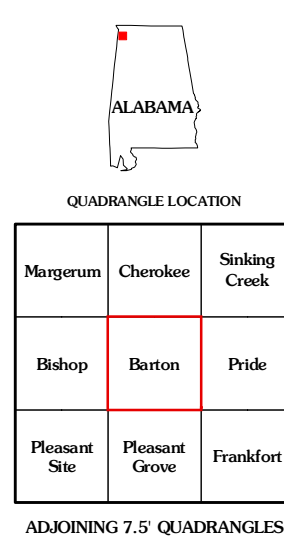 ALABAMA
QUADRANGLE LOCATION
Margerum
Cherokee
Sinking
Creek
Bishop
Barton
Pride
Pleasant
Site
Pleasant
Grove
Frankfort
ADJOINING 7.5' QUADRANGLES